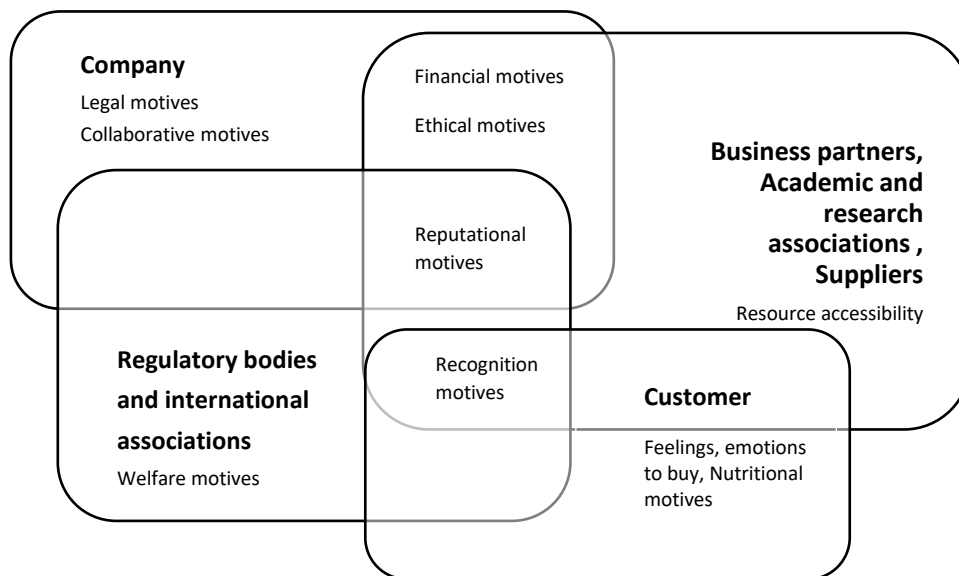 Company
Legal motives
Collaborative motives
Financial motives
Ethical motives
Business partners,
Academic and
research
associations ,
Suppliers
Resource accessibility
Reputational
motives
Regulatory bodies
and international
associations
Welfare motives
Recognition
motives
Customer
Feelings, emotions
to buy, Nutritional
motives